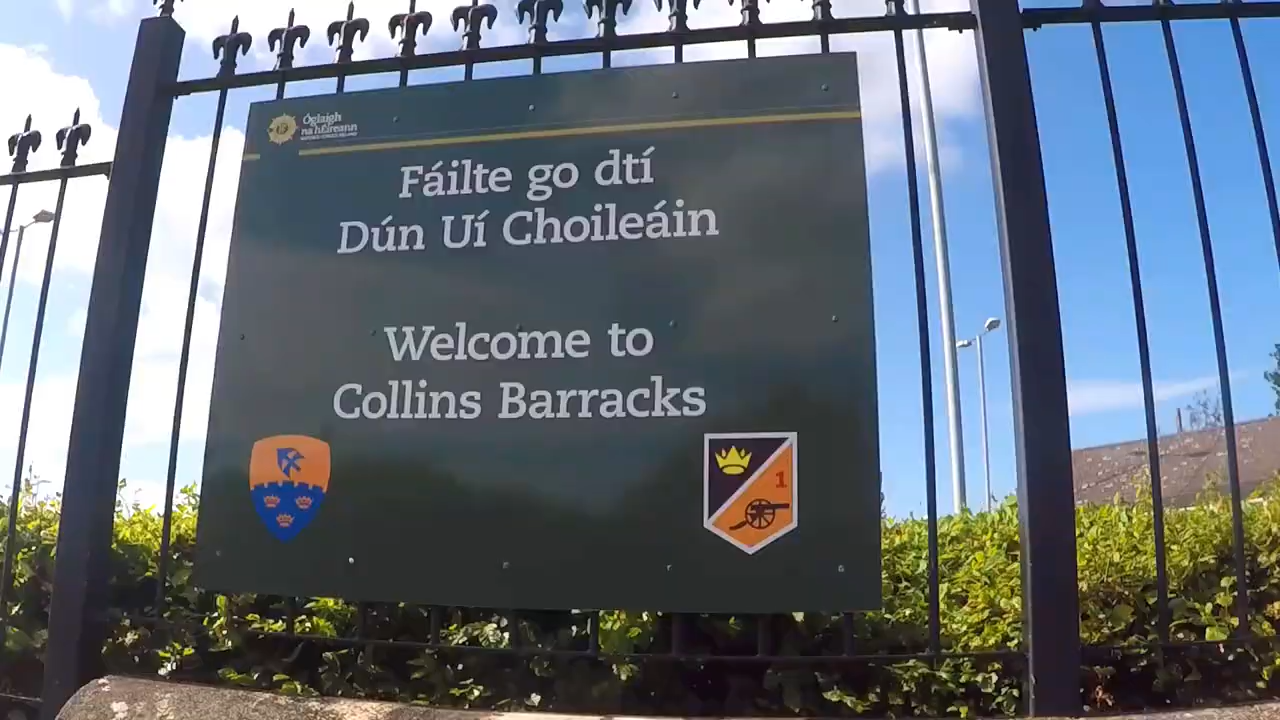 Óglaigh
na hÉireann
Fáilte go dtí
Dún Uí Choileáin
Welcome to
Collins Barracks
1